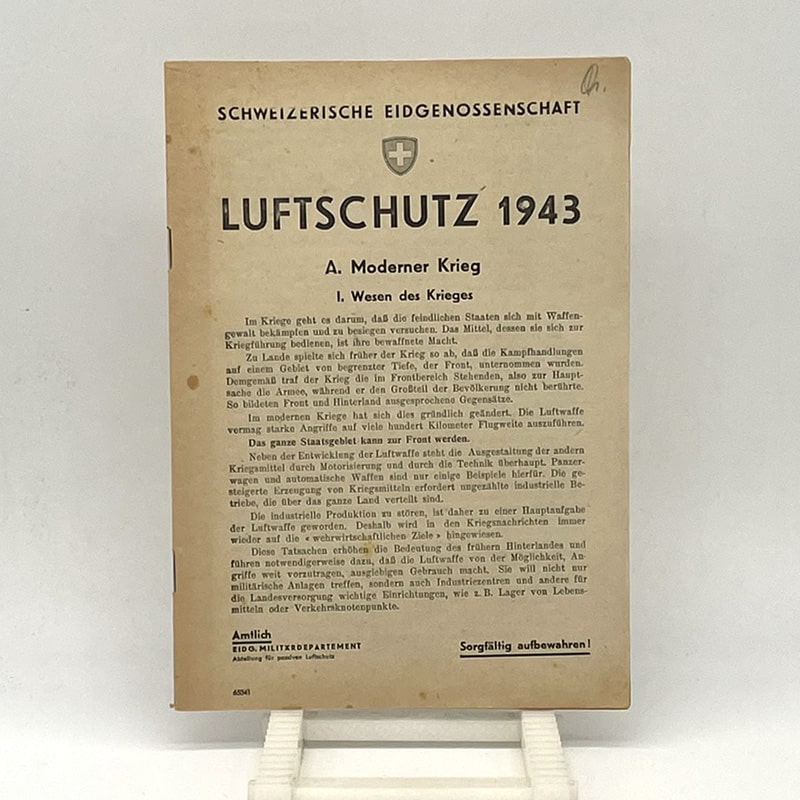 SCHWEIZERISCHE EIDGENOSSENSCHAFT
LUFTSCHUTZ 1943
A. Moderner Krieg
I. Wesen des Krieges
Im Kriege geht es darum, daß die feindlichen Staaten sich mit Waffen-
gewalt bekämpfen und zu besiegen versuchen. Das Mittel, dessen sie sich zur
Kriegführung bedienen, ist ihre bewaffnete Macht.
Zu Lande spielte sich früher der Krieg so ab, daß die Kampfhandlungen
auf einem Gebiet von begrenzter Tiefe, der Front, unternommen wurden.
Demgemäß traf der Krieg die im Frontbereich Stehenden, also zur Haupt-
sache die Armee, während er den Großteil der Bevölkerung nicht berührte.
So bildeten Front und Hinterland ausgesprochene Gegensätze.
Im modernen Kriege hat sich dies gründlich geändert. Die Luftwaffe
vermag starke Angriffe auf viele hundert Kilometer Flugweite auszuführen.
Das ganze Staatsgebiet kann zur Front werden.
Neben der Entwicklung der Luftwaffe steht die Ausgestaltung der andern
Kriegsmittel durch Motorisierung und durch die Technik überhaupt. Panzer-
wagen und automatische Waffen sind nur einige Beispiele hierfür. Die ge-
steigerte Erzeugung von Kriegsmitteln erfordert ungezählte industrielle Be-
triebe, die über das ganze Land verteilt sind.
Die industrielle Produktion zu stören, ist daher zu einer Hauptaufgabe
der Luftwaffe geworden. Deshalb wird in den Kriegsnachrichten immer
wieder auf die « wehrwirtschaftlichen Ziele » hingewiesen.
Diese Tatsachen erhöhen die Bedeutung des frühern Hinterlandes und
führen notwendigerweise dazu, daß die Luftwaffe von der Möglichkeit, An-
griffe weit vorzutragen, ausgiebigen Gebrauch macht. Sie will nicht nur
militärische Anlagen treffen, sondern auch Industriezentren und andere für
die Landesversorgung wichtige Einrichtungen, wie z. B. Lager von Lebens-
mitteln oder Verkehrsknotenpunkte.
Amtlich
EIDG. MILITÄRDEPARTEMENT
Abteilung für passiven Luftschutz
Sorgfältig aufbewahren!
65341